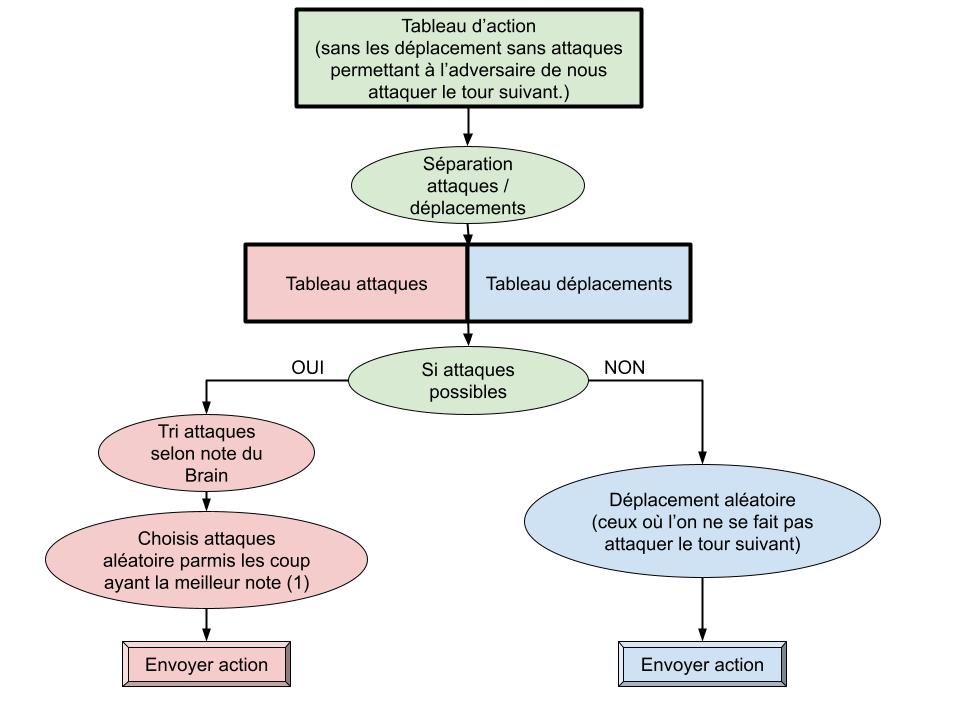 Tableau d’action
(sans les déplacement sans attaques
permettant à l’adversaire de nous
attaquer le tour suivant.)
Séparation
attaques /
déplacements
Tableau attaques
Tableau déplacements
Si attaques
possibles
OUI
NON
Tri attaques
selon note du
Brain
Choisis attaques
aléatoire parmis les coup
ayant la meilleur note (1)
Envoyer action
Déplacement aléatoire
(ceux où l’on ne se fait pas
attaquer le tour suivant)
Envoyer action